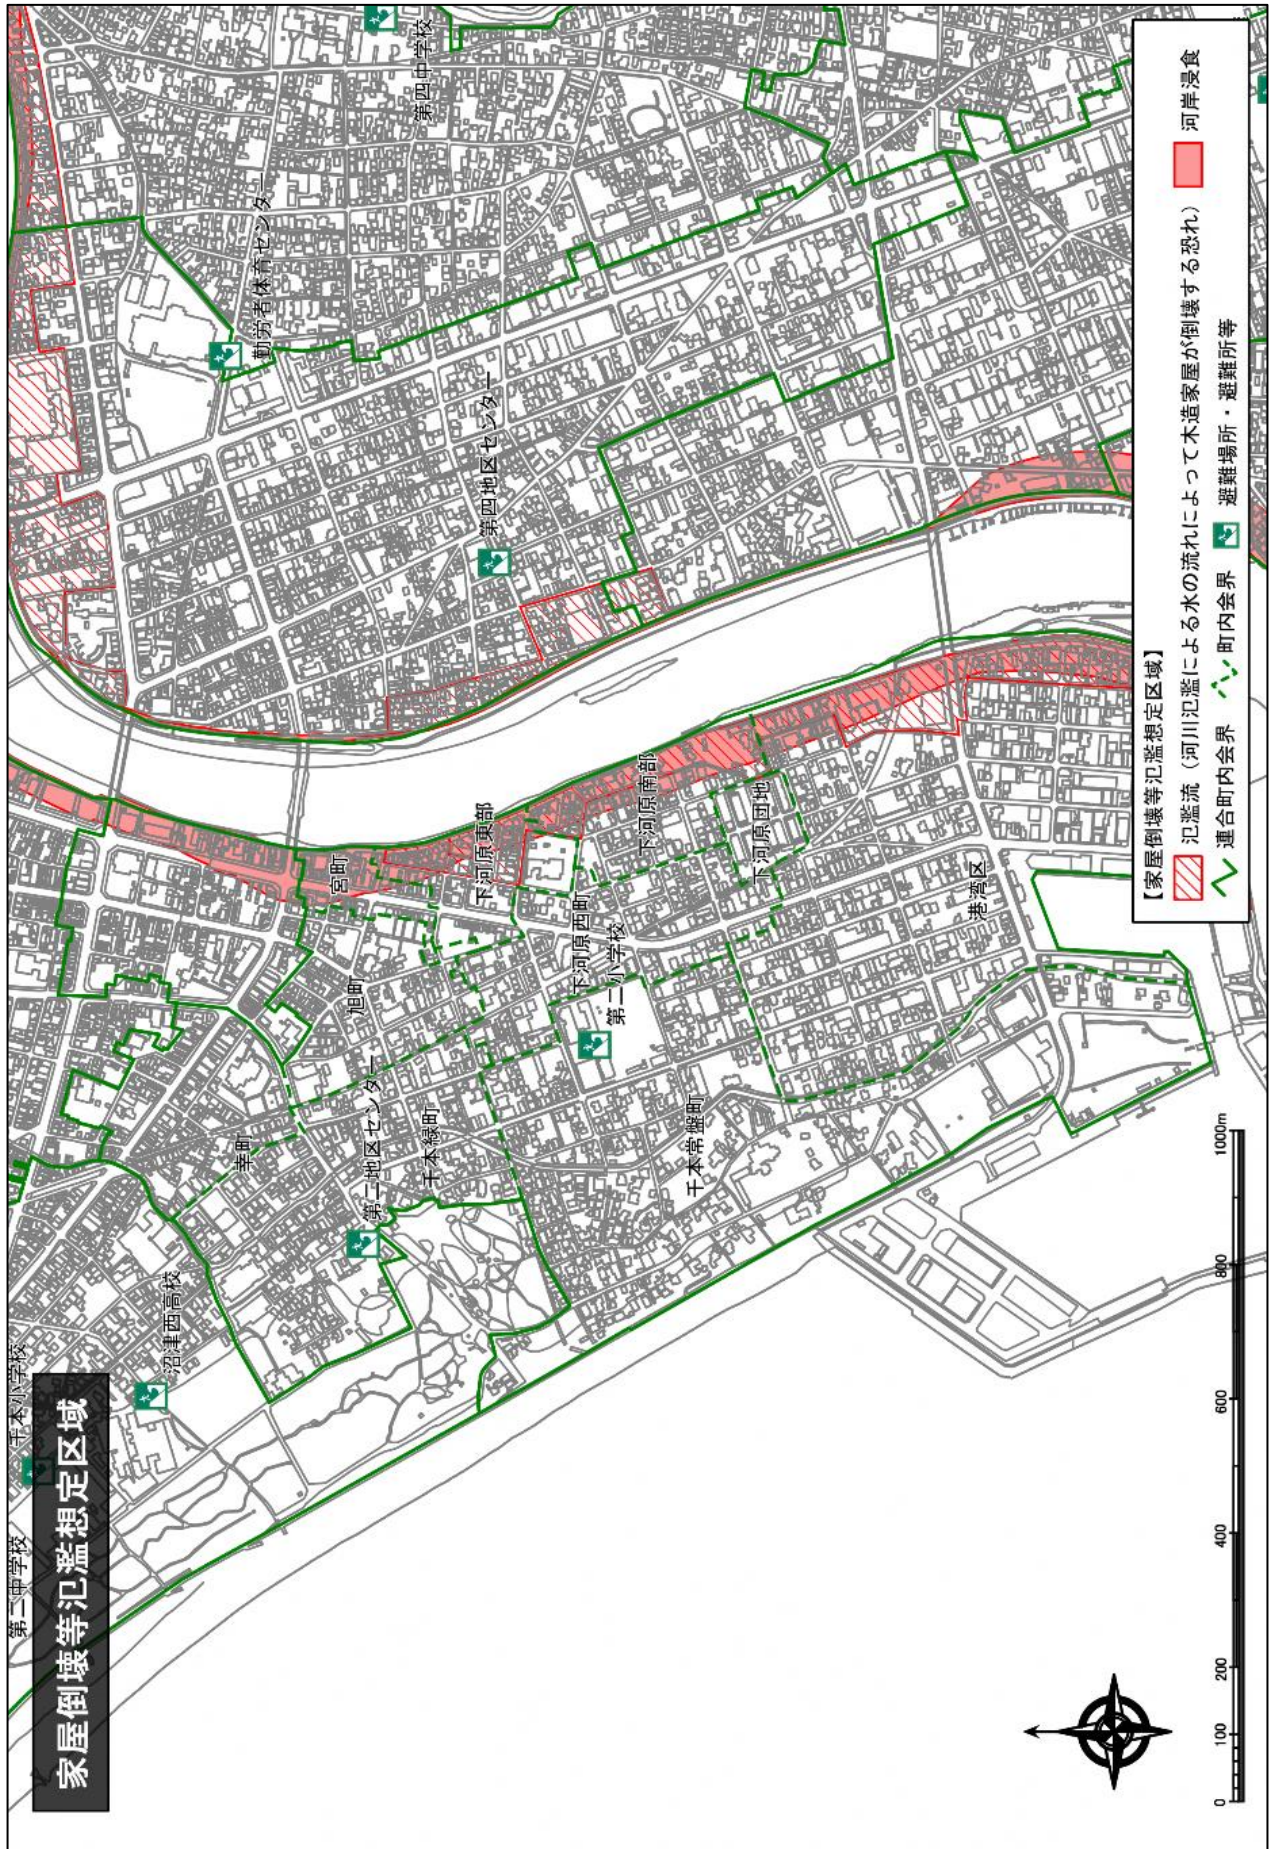 家屋倒壊等氾濫想定区域
第二中学校
千本小学校
沼津西高校
幸町
第二地区センター
千本緑町
旭町
宮町
下河原東部
下河原西町
第二小学校
下河原南部
下河原団地
千本常盤町
港湾区
勤労者体育センター
第四中学校
第四地区センター
【家屋倒壊等氾濫想定区域】
氾濫流（河川氾濫による水の流れによって木造家屋が倒壊する恐れ） 河岸浸食
連合町内会界 町内会界 避難場所・避難所等
0 100 200 400 600 800 1000m